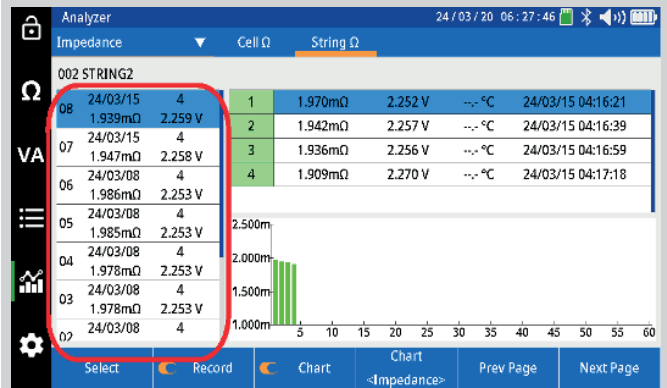 Analyzer 24/03/20 06:27:46
Impedance ▼ Cell Ω String Ω
002 STRING2
Ω
VA
08 24/03/15 4
1.939mΩ 2.259 V
07 24/03/15 4
1.947mΩ 2.258 V
06 24/03/08 4
1.986mΩ 2.253 V
05 24/03/08 4
1.985mΩ 2.253 V
04 24/03/08 4
1.978mΩ 2.253 V
03 24/03/08 4
1.978mΩ 2.253 V
02 24/03/08 4
1 1.970mΩ 2.252 V --.- ℃ 24/03/15 04:16:21
2 1.942mΩ 2.257 V --.- ℃ 24/03/15 04:16:39
3 1.936mΩ 2.256 V --.- ℃ 24/03/15 04:16:59
4 1.909mΩ 2.270 V --.- ℃ 24/03/15 04:17:18
2.500m
2.000m
1.500m
1.000m
5 10 15 20 25 30 35 40 45 50 55 60
Select Record Chart Chart Prev Page Next Page
<Impedance>